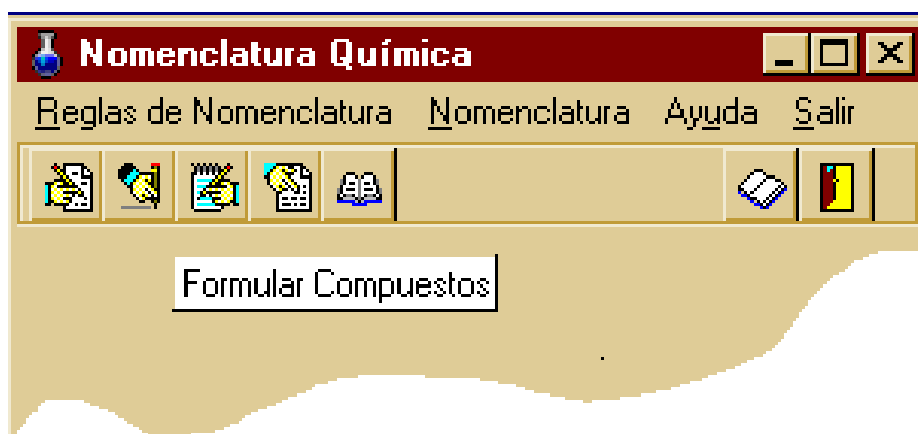 Nomenclatura Química
Reglas de Nomenclatura Nomenclatura Ayuda Salir
Formular Compuestos